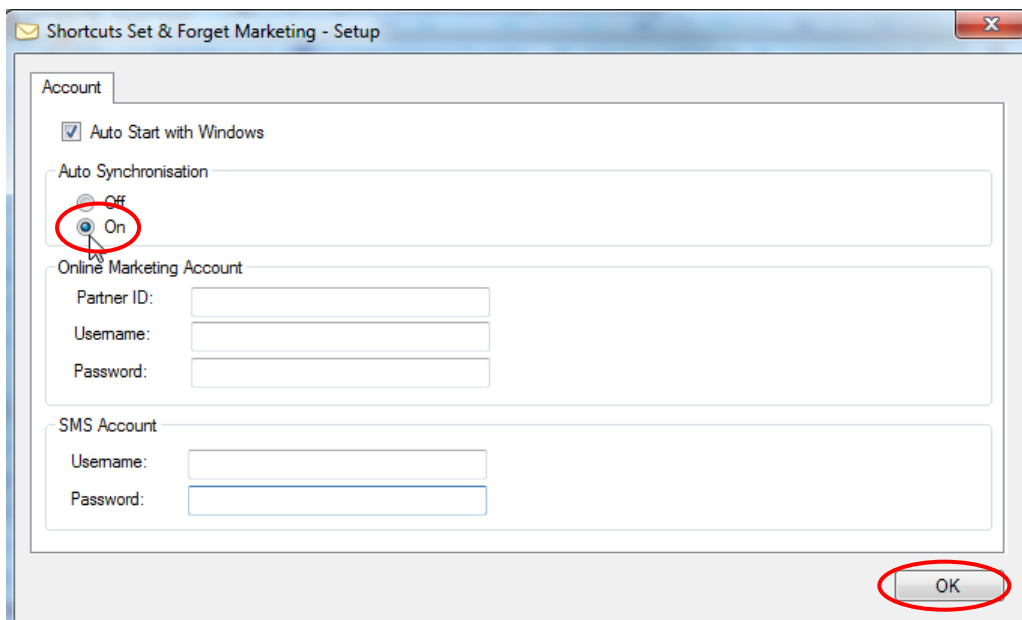 Shortcuts Set & Forget Marketing - Setup
Account
Auto Start with Windows
Auto Synchronisation
Off
On
Online Marketing Account
Partner ID:
Username:
Password:
SMS Account
Username:
Password:
OK